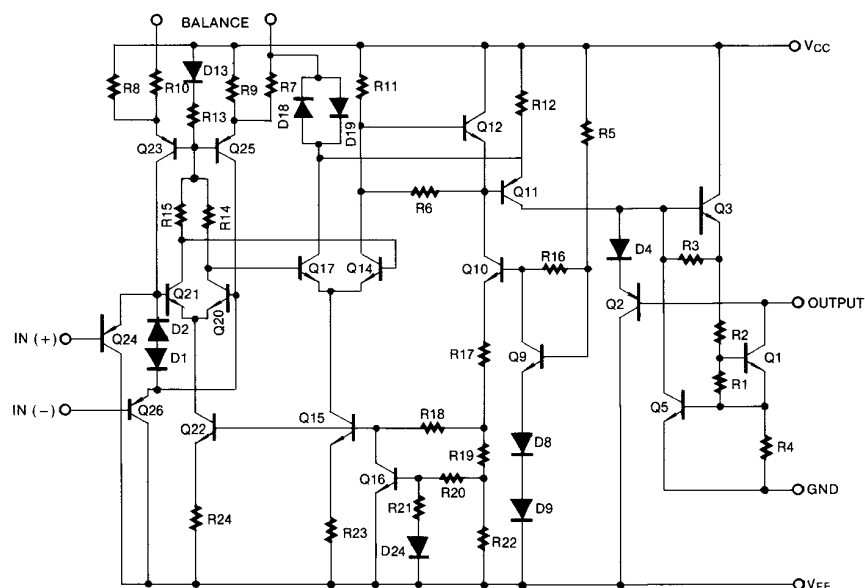 BALANCE
VCC
R8
R10
D13
R9
R7
D18
D19
R11
R12
R13
Q12
R5
Q23
Q25
R15
R14
R6
Q11
Q3
D4
R3
Q17
Q14
Q10
R16
Q21
Q20
Q2
OUTPUT
D2
Q24
IN (+)
D1
R17
Q9
R2
Q1
R1
IN (−)
Q26
Q22
Q15
R18
Q5
D8
R4
R19
Q16
R20
R21
D9
GND
R24
R23
D24
R22
VEE